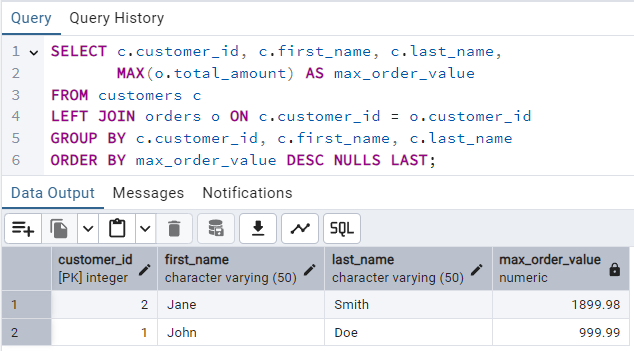 Query Query History
1 SELECT c.customer_id, c.first_name, c.last_name,
2 MAX(o.total_amount) AS max_order_value
3 FROM customers c
4 LEFT JOIN orders o ON c.customer_id = o.customer_id
5 GROUP BY c.customer_id, c.first_name, c.last_name
6 ORDER BY max_order_value DESC NULLS LAST;
Data Output Messages Notifications
SQL
customer_id first_name last_name max_order_value
[PK] integer character varying (50) character varying (50) numeric
1 2 Jane Smith 1899.98
2 1 John Doe 999.99